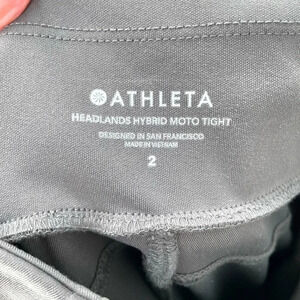 ATHLETA
HEADLANDS HYBRID MOTO TIGHT
DESIGNED IN SAN FRANCISCO
MADE IN VIETNAM
2